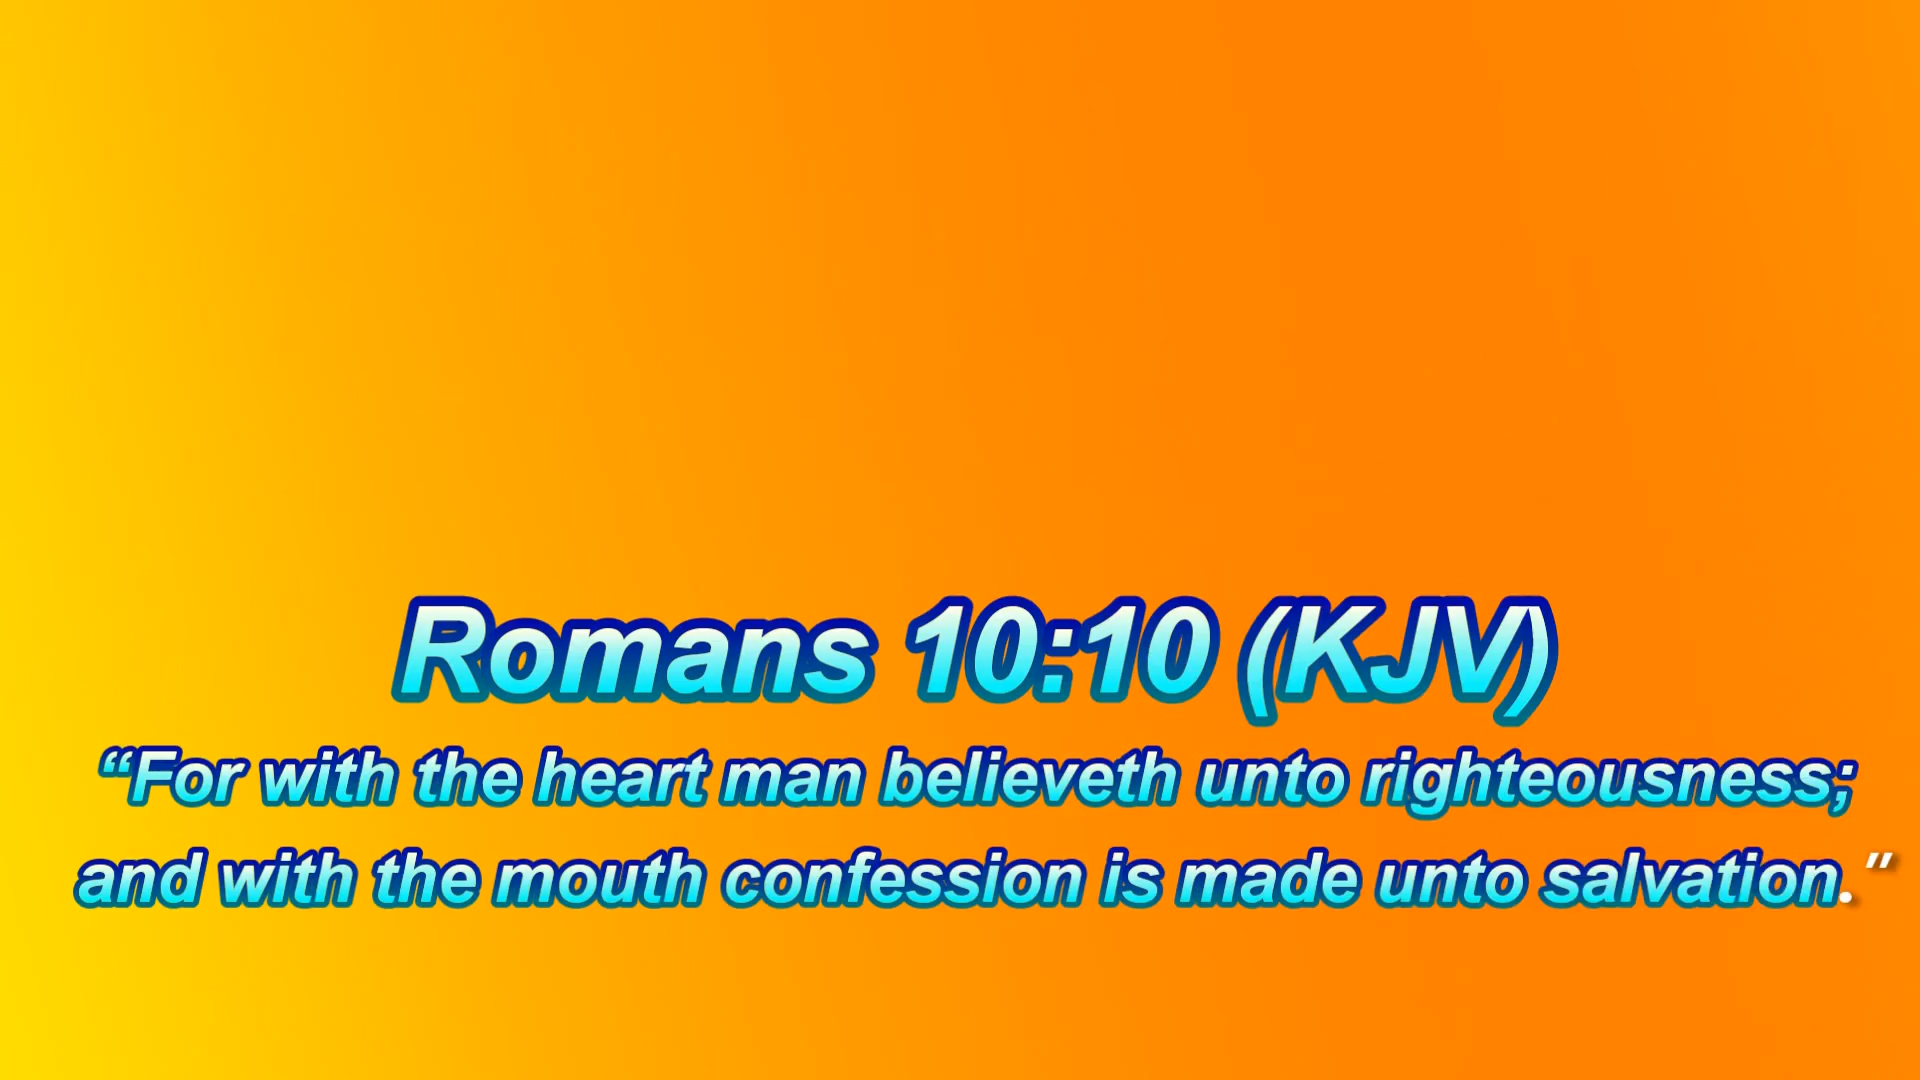 Romans 10:10 (KJV)
“For with the heart man believeth unto righteousness;
and with the mouth confession is made unto salvation."